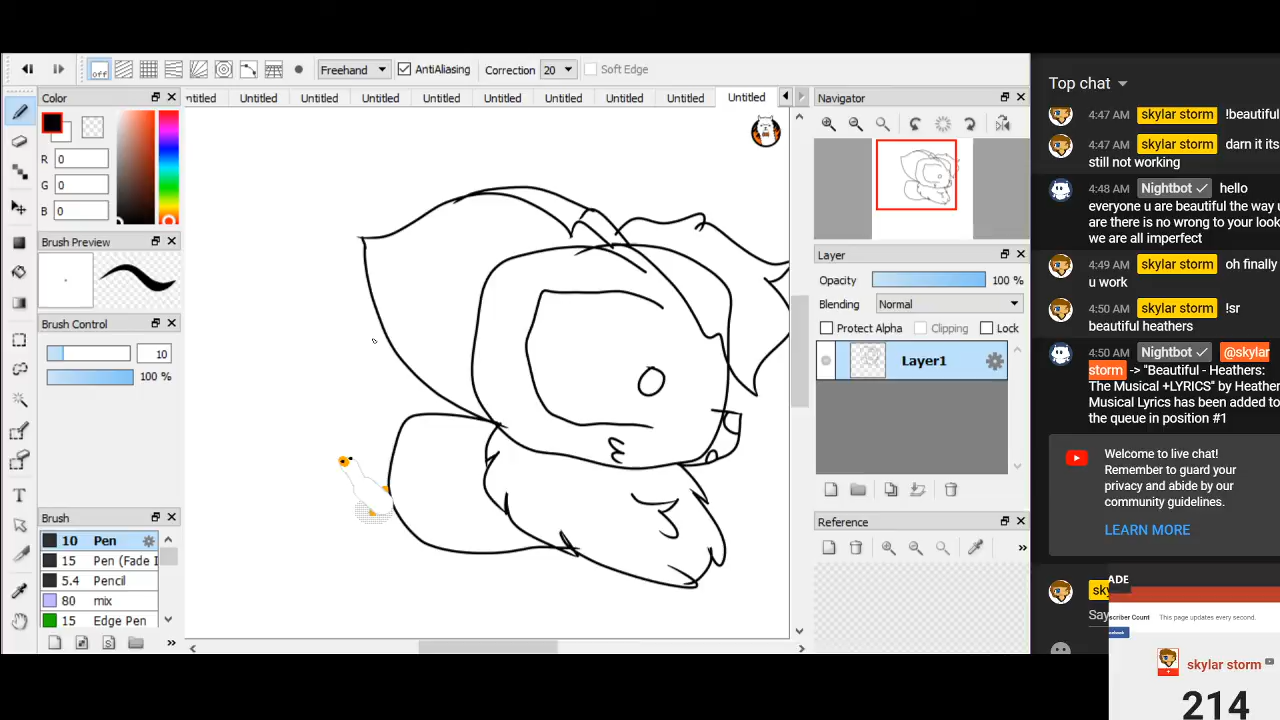 off
Freehand
AntiAliasing
Correction 20
Soft Edge
Color
R 0
G 0
B 0
Brush Preview
Brush Control
10
100 %
Brush
10 Pen
15 Pen (Fade I
5.4 Pencil
80 mix
15 Edge Pen
»
ntitled Untitled Untitled Untitled Untitled Untitled Untitled Untitled Untitled Untitled
Navigator
Layer
Opacity 100 %
Blending Normal
Protect Alpha Clipping Lock
Layer1
Reference
»
Top chat
4:47 AM skylar storm !beautiful
4:47 AM skylar storm darn it its
still not working
4:48 AM Nightbot hello
everyone u are beautiful the way u
are there is no wrong to your look
we are all imperfect
4:49 AM skylar storm oh finally
u work
4:50 AM skylar storm !sr
beautiful heathers
4:50 AM Nightbot @skylar
storm -> "Beautiful - Heathers:
The Musical +LYRICS" by Heather
Musical Lyrics has been added to
the queue in position #1
Welcome to live chat!
Remember to guard your
privacy and abide by our
community guidelines.
LEARN MORE
sky
Say
ADE
scriber Count This page updates every second.
skylar storm
214